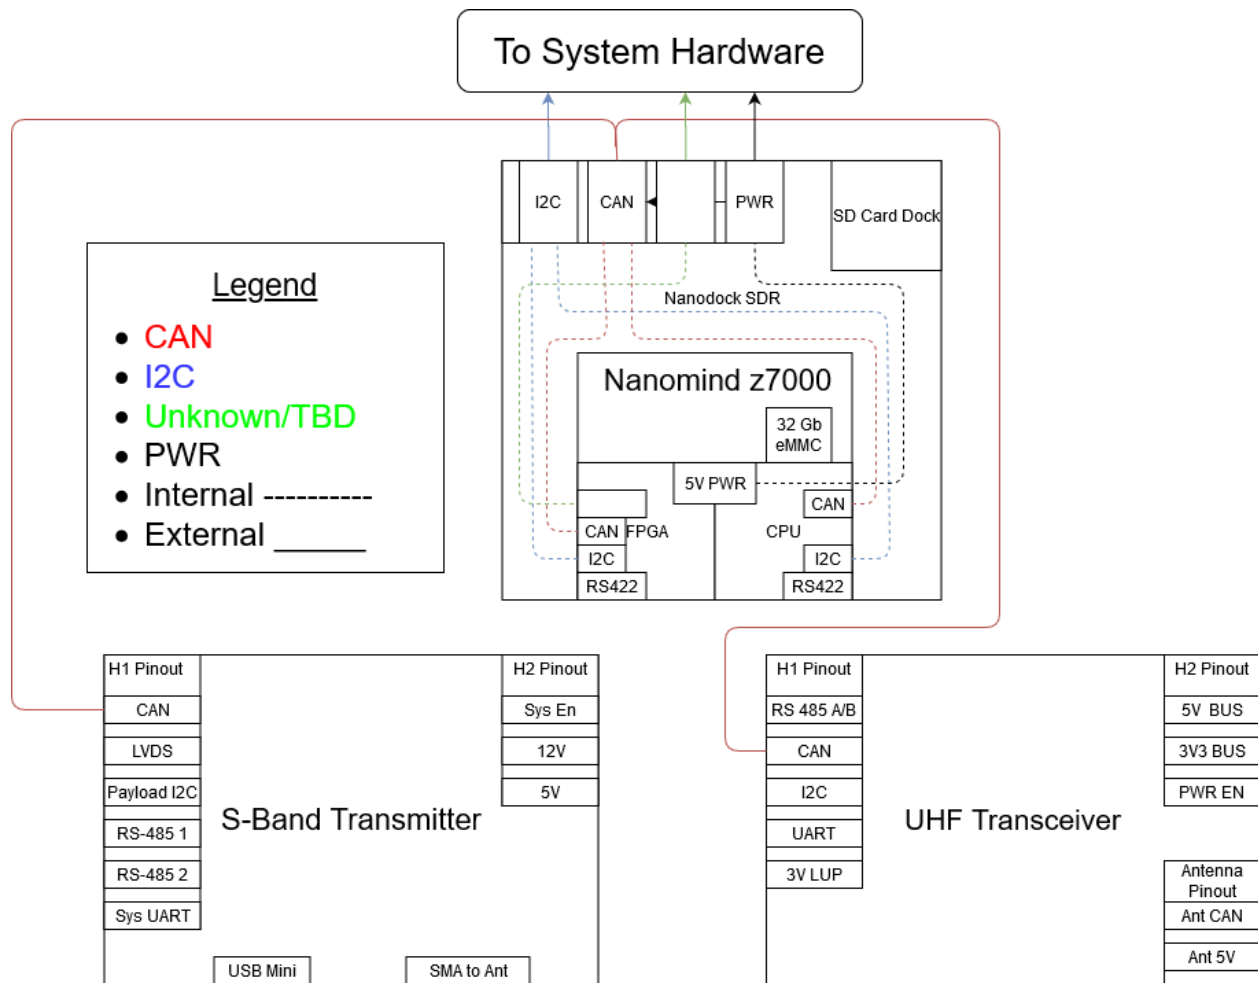 To System Hardware
I2C
CAN
PWR
SD Card Dock
Nanodock SDR
Legend
CAN
I2C
Unknown/TBD
PWR
Internal ----------
External ______
Nanomind z7000
32 Gb
eMMC
5V PWR
CAN
CAN
FPGA
CPU
I2C
I2C
RS422
RS422
H1 Pinout
CAN
LVDS
Payload I2C
RS-485 1
RS-485 2
Sys UART
S-Band Transmitter
H2 Pinout
Sys En
12V
5V
USB Mini
SMA to Ant
H1 Pinout
RS 485 A/B
CAN
I2C
UART
3V LUP
UHF Transceiver
H2 Pinout
5V BUS
3V3 BUS
PWR EN
Antenna
Pinout
Ant CAN
Ant 5V